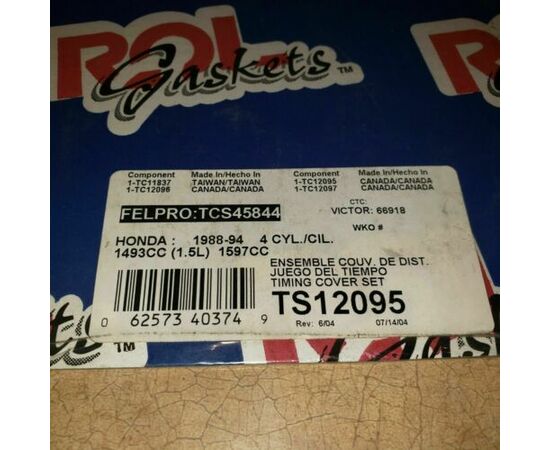 ROL
Gaskets™
Component Made In/Hecho In
1-TC11837 TAIWAN/TAIWAN
1-TC12096 CANADA/CANADA
Component Made In/Hecho In
1-TC12095 CANADA/CANADA
1-TC12097 CANADA/CANADA
FELPRO:TCS45844
CTC:
VICTOR: 66918
WKO #
HONDA : 1988-94 4 CYL./CIL.
1493CC (1.5L) 1597CC
ENSEMBLE COUV. DE DIST.
JUEGO DEL TIEMPO
TIMING COVER SET
TS12095
Rev: 6/04 07/14/04
0 62573 40374 9
TM